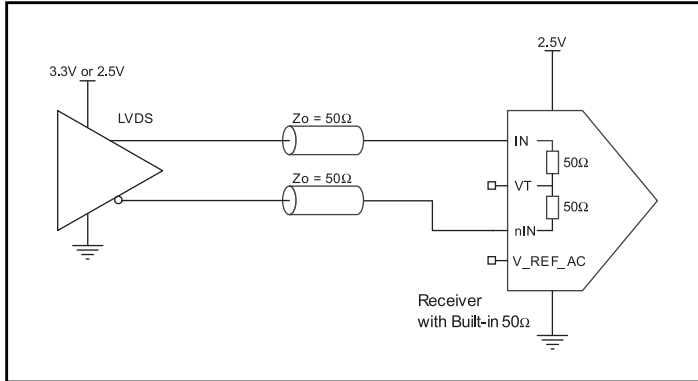 2.5V
3.3V or 2.5V
LVDS
Zo = 50Ω
IN
50Ω
Zo = 50Ω
VT
50Ω
nIN
V_REF_AC
Receiver
with Built-in 50Ω